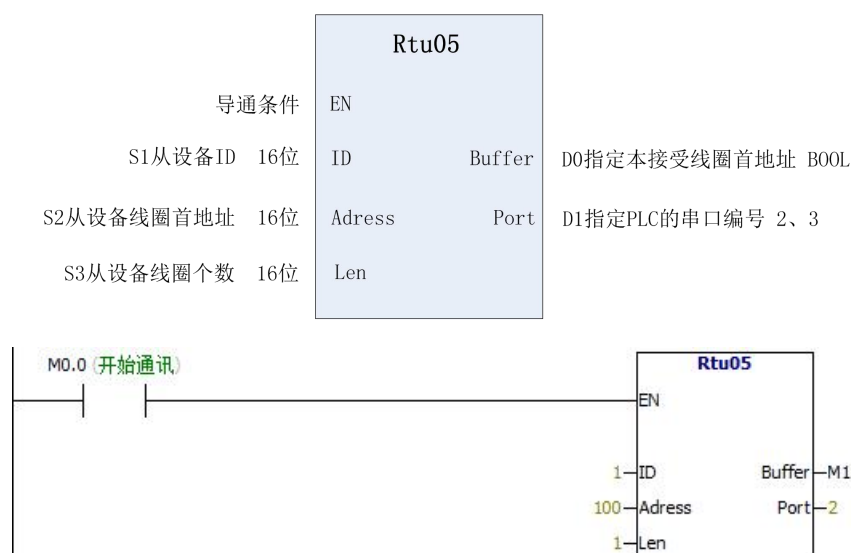 Rtu05
导通条件 EN
S1从设备ID 16位 ID Buffer D0指定本接受线圈首地址 BOOL
S2从设备线圈首地址 16位 Adress Port D1指定PLC的串口编号 2、3
S3从设备线圈个数 16位 Len
M0.0 (开始通讯) Rtu05
EN
1 ID Buffer M1
100 Adress Port 2
1 Len